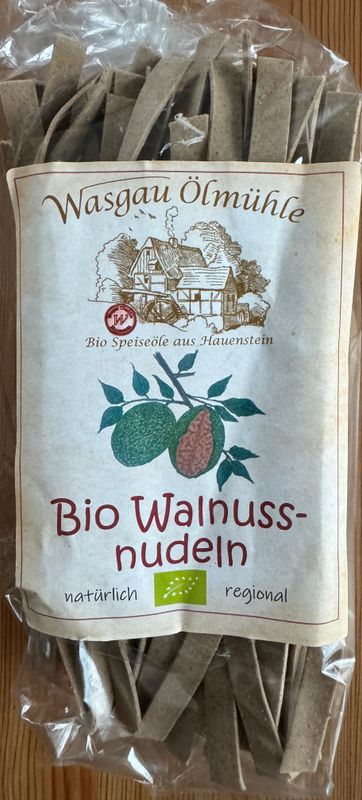 Wasgau Ölmühle
W
Bio Speiseöle aus Hauenstein
Bio Walnuss-
nudeln
natürlich regional